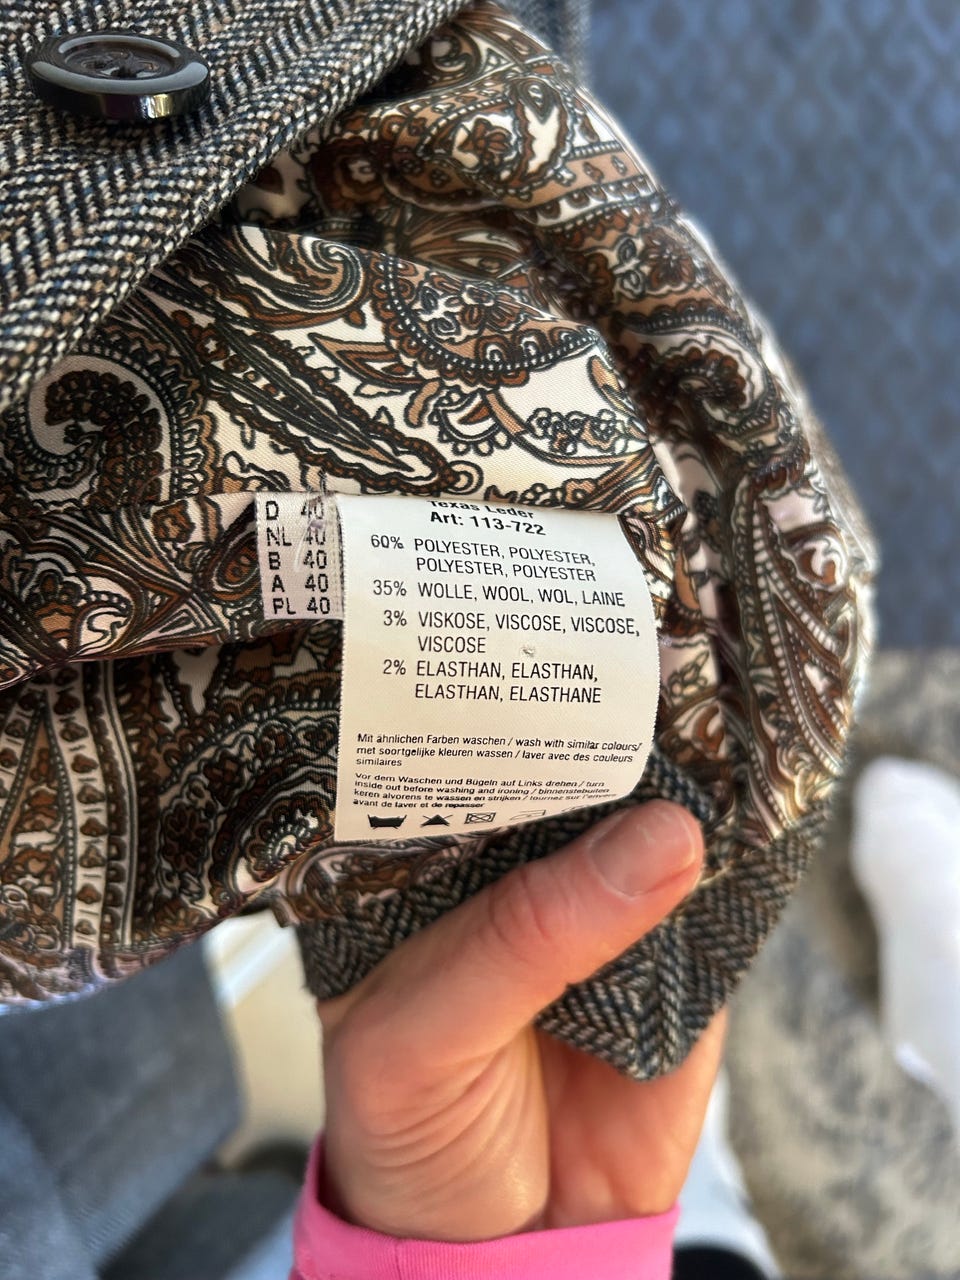 D 40
NL 40
B 40
A 40
PL 40
Texas Leder
Art: 113-722
60% POLYESTER, POLYESTER,
POLYESTER, POLYESTER
35% WOLLE, WOOL, WOL, LAINE
3% VISKOSE, VISCOSE, VISCOSE,
VISCOSE
2% ELASTHAN, ELASTHAN,
ELASTHAN, ELASTHANE
Mit ähnlichen Farben waschen / wash with similar colours/
met soortgelijke kleuren wassen / laver avec des couleurs
similaires
Vor dem Waschen und Bügeln auf Links drehen / turn
inside out before washing and ironing / binnenstebuiten
keren alvorens te wassen en strijken / tournez sur l'envers
avant de laver et de repasser